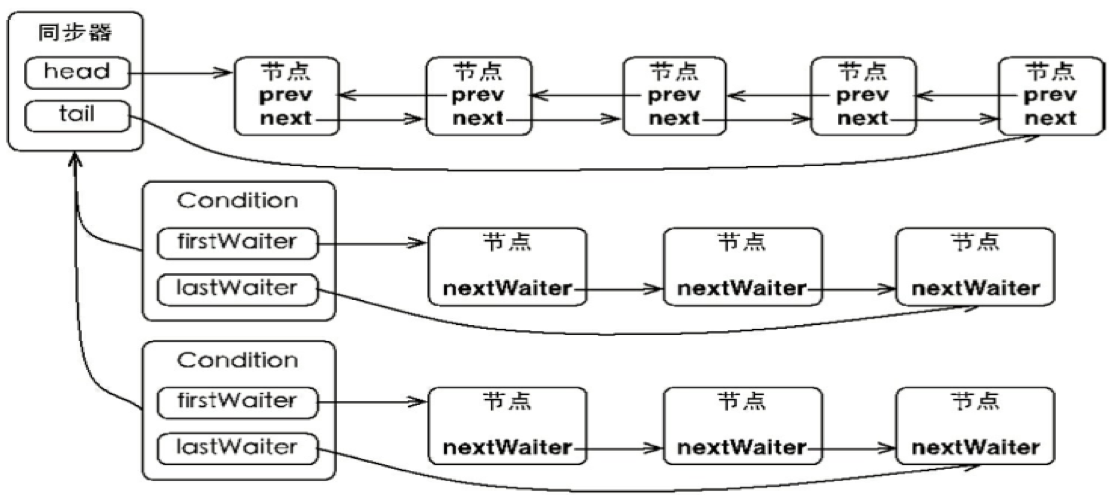 同步器
head
tail
节点
prev
next
节点
prev
next
节点
prev
next
节点
prev
next
节点
prev
next
Condition
firstWaiter
lastWaiter
节点
nextWaiter
节点
nextWaiter
节点
nextWaiter
Condition
firstWaiter
lastWaiter
节点
nextWaiter
节点
nextWaiter
节点
nextWaiter